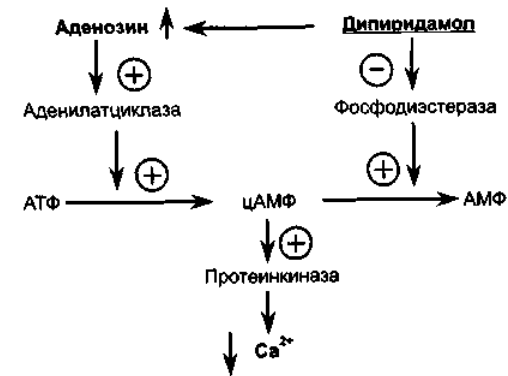 Аденозин Дипиридамол
+ −
Аденилатциклаза Фосфодиэстераза
+ +
АТФ цАМФ АМФ
+
Протеинкиназа
Ca²⁺